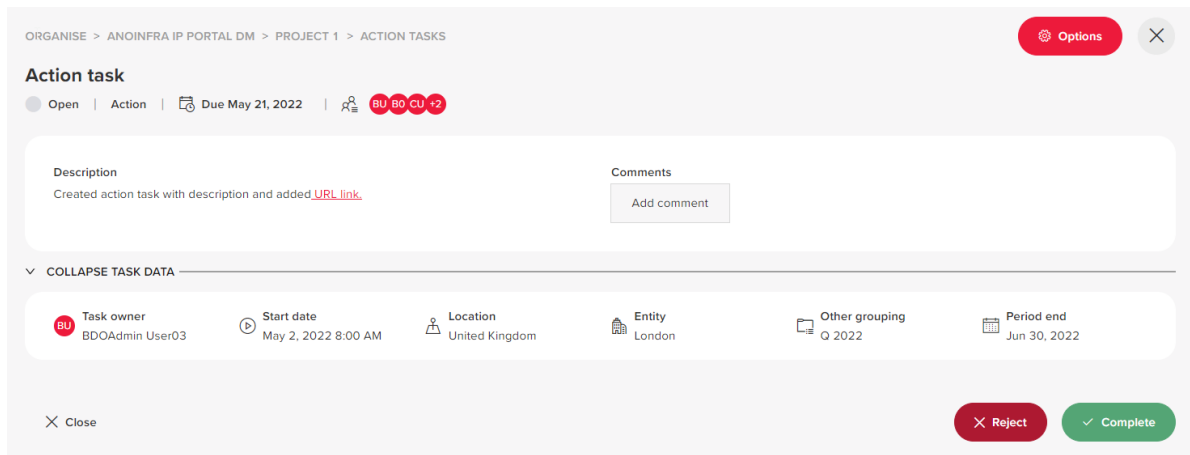 ORGANISE > ANOINFRA IP PORTAL DM > PROJECT 1 > ACTION TASKS
Options
Action task
Open | Action | Due May 21, 2022 | BU B0 CU +2
Description
Created action task with description and added URL link.
Comments
Add comment
COLLAPSE TASK DATA
BU
Task owner
BDOAdmin User03
Start date
May 2, 2022 8:00 AM
Location
United Kingdom
Entity
London
Other grouping
Q 2022
Period end
Jun 30, 2022
Close
Reject
Complete